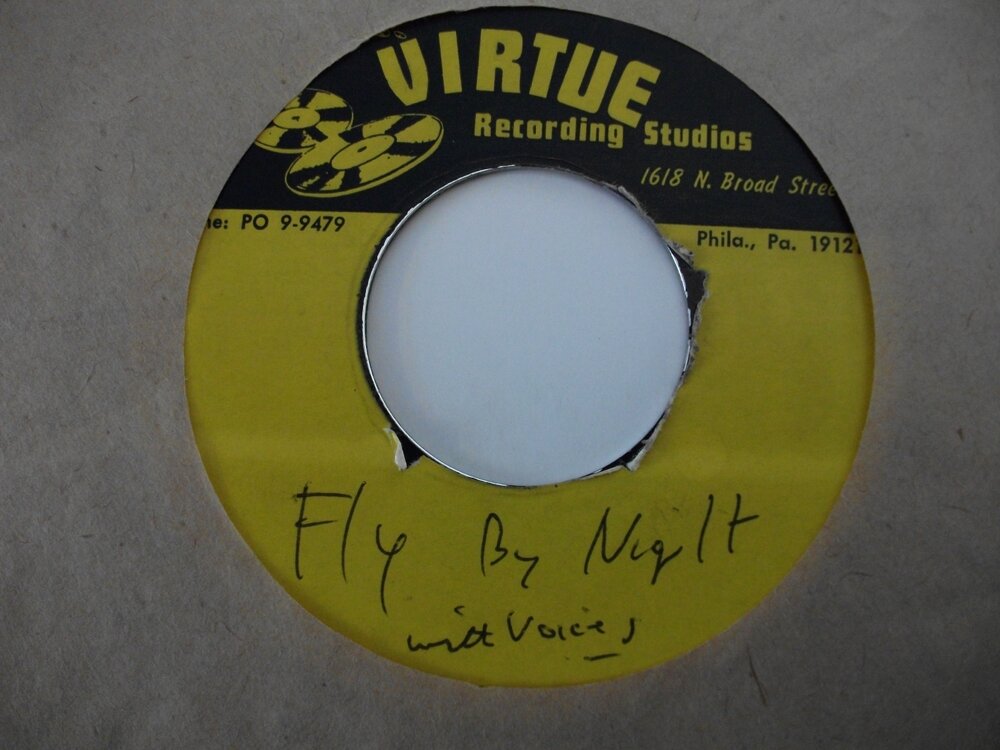 VIRTUE
Recording Studios
1618 N. Broad Stree
ne: PO 9-9479
Phila., Pa. 1912
Fly By Night
with Voices